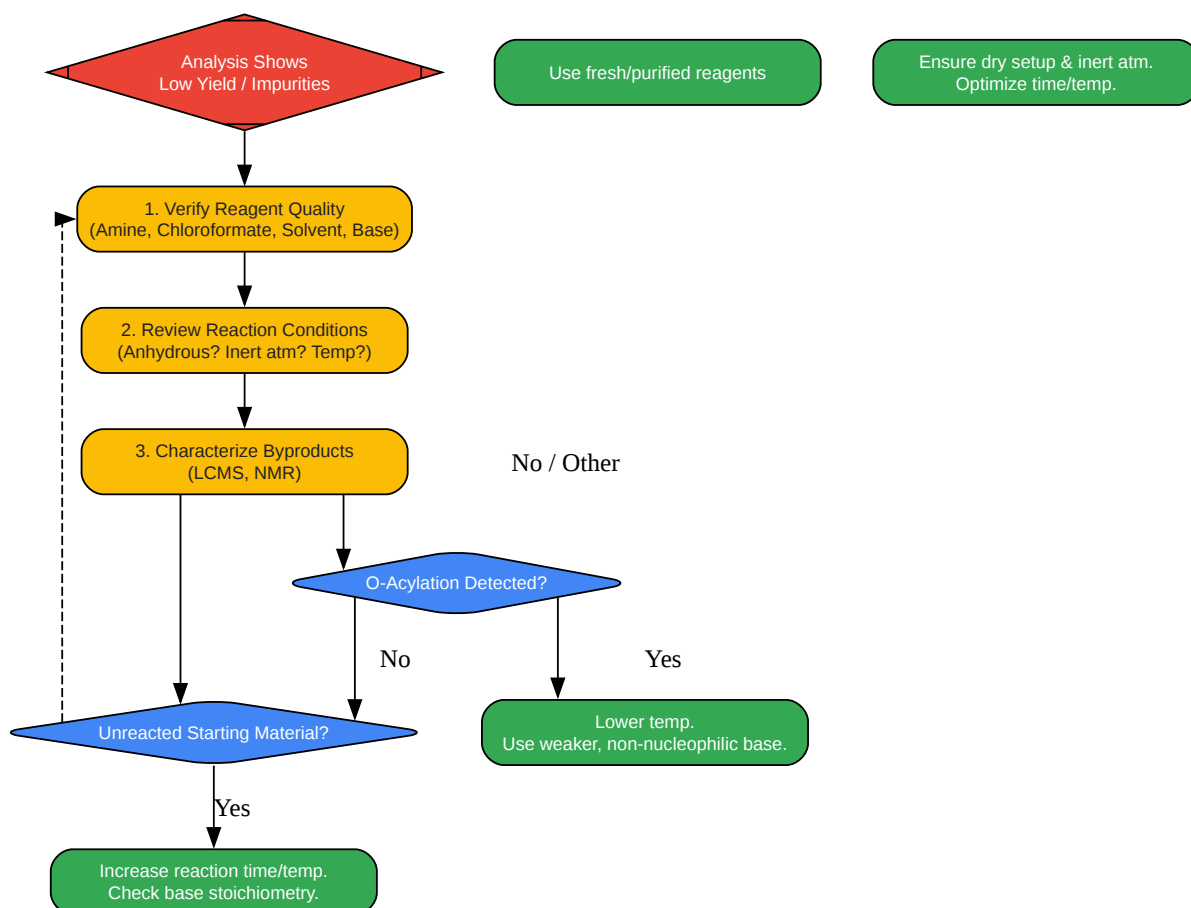 Analysis Shows
Low Yield / Impurities
Use fresh/purified reagents
Ensure dry setup & inert atm.
Optimize time/temp.
1. Verify Reagent Quality
(Amine, Chloroformate, Solvent, Base)
2. Review Reaction Conditions
(Anhydrous? Inert atm? Temp?)
3. Characterize Byproducts
(LCMS, NMR)
No / Other
O-Acylation Detected?
No
Yes
Unreacted Starting Material?
Lower temp.
Use weaker, non-nucleophilic base.
Yes
Increase reaction time/temp.
Check base stoichiometry.